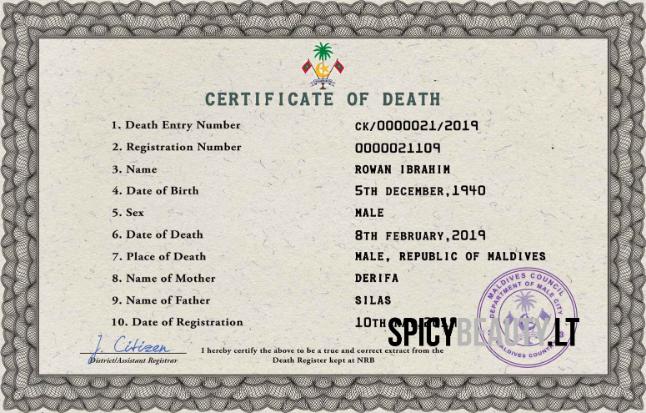 CERTIFICATE OF DEATH
1. Death Entry Number CK/0000021/2019
2. Registration Number 0000021109
3. Name ROWAN IBRAHIM
4. Date of Birth 5TH DECEMBER,1940
5. Sex MALE
6. Date of Death 8TH FEBRUARY,2019
7. Place of Death MALE, REPUBLIC OF MALDIVES
8. Name of Mother DERIFA
9. Name of Father SILAS
10. Date of Registration 10TH
SPICYBEAUTY.LT
MALDIVES COUNCIL
DEPARTMENT OF MALE CITY
J. Citizen
District/Assistant Registrar
I hereby certify the above to be a true and correct extract from the
Death Register kept at NRB